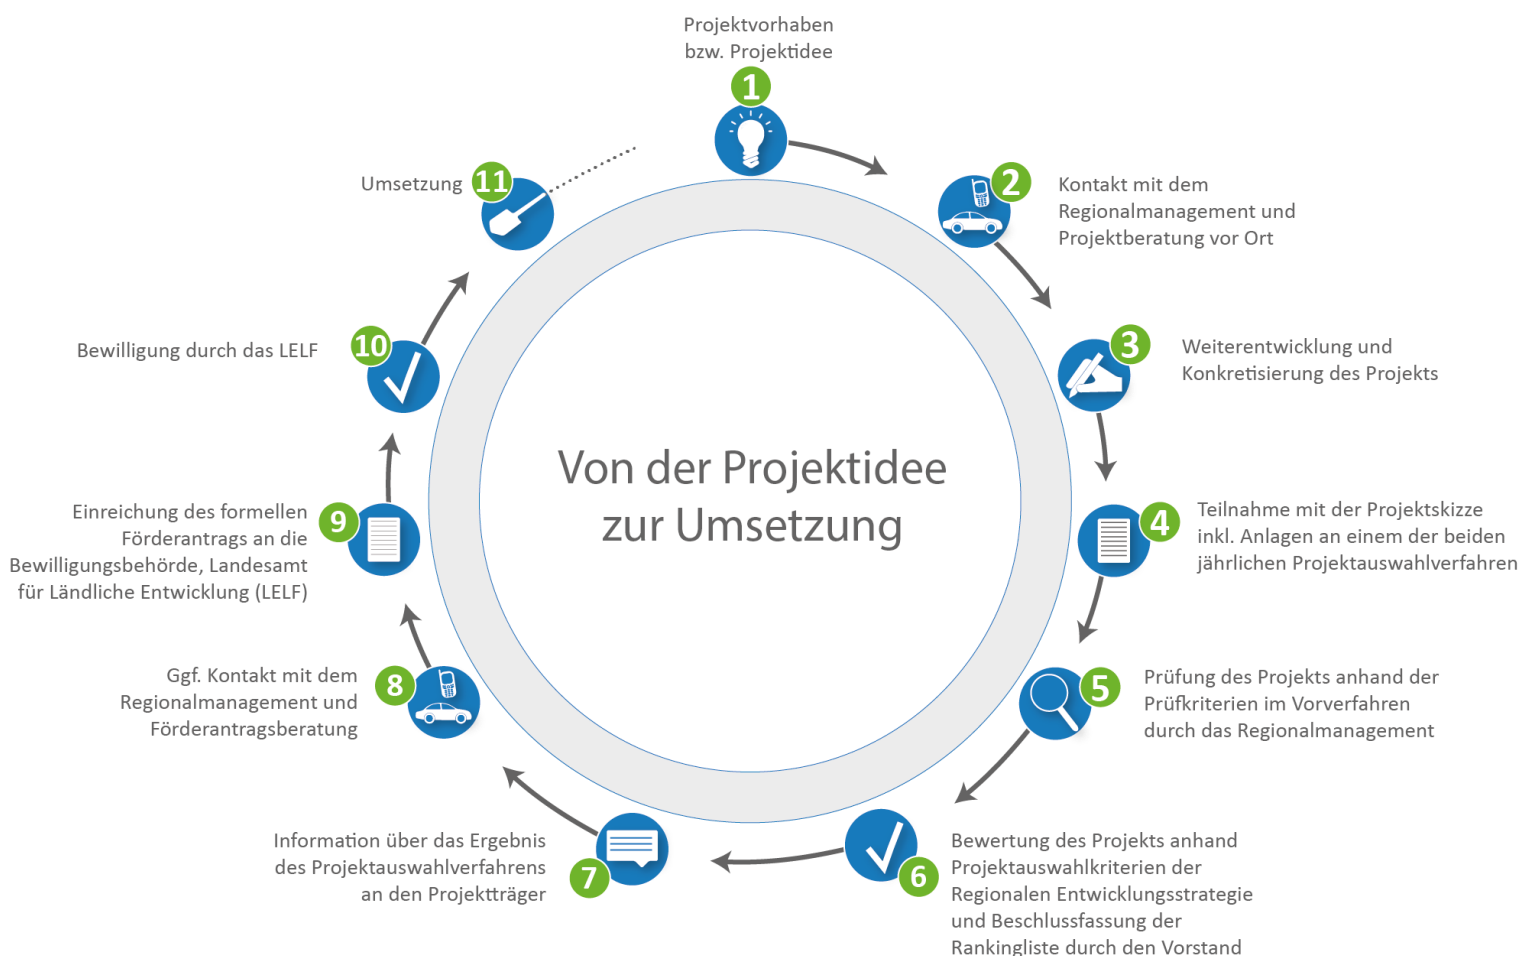 Projektvorhaben
bzw. Projektidee
1
2
Kontakt mit dem
Regionalmanagement und
Projektberatung vor Ort
3
Weiterentwicklung und
Konkretisierung des Projekts
4
Teilnahme mit der Projektskizze
inkl. Anlagen an einem der beiden
jährlichen Projektauswahlverfahren
5
Prüfung des Projekts anhand der
Prüfkriterien im Vorverfahren
durch das Regionalmanagement
6
Bewertung des Projekts anhand
Projektauswahlkriterien der
Regionalen Entwicklungsstrategie
und Beschlussfassung der
Rankingliste durch den Vorstand
7
Information über das Ergebnis
des Projektauswahlverfahrens
an den Projektträger
8
Ggf. Kontakt mit dem
Regionalmanagement und
Förderantragsberatung
9
Einreichung des formellen
Förderantrags an die
Bewilligungsbehörde, Landesamt
für Ländliche Entwicklung (LELF)
10
Bewilligung durch das LELF
11
Umsetzung
Von der Projektidee
zur Umsetzung